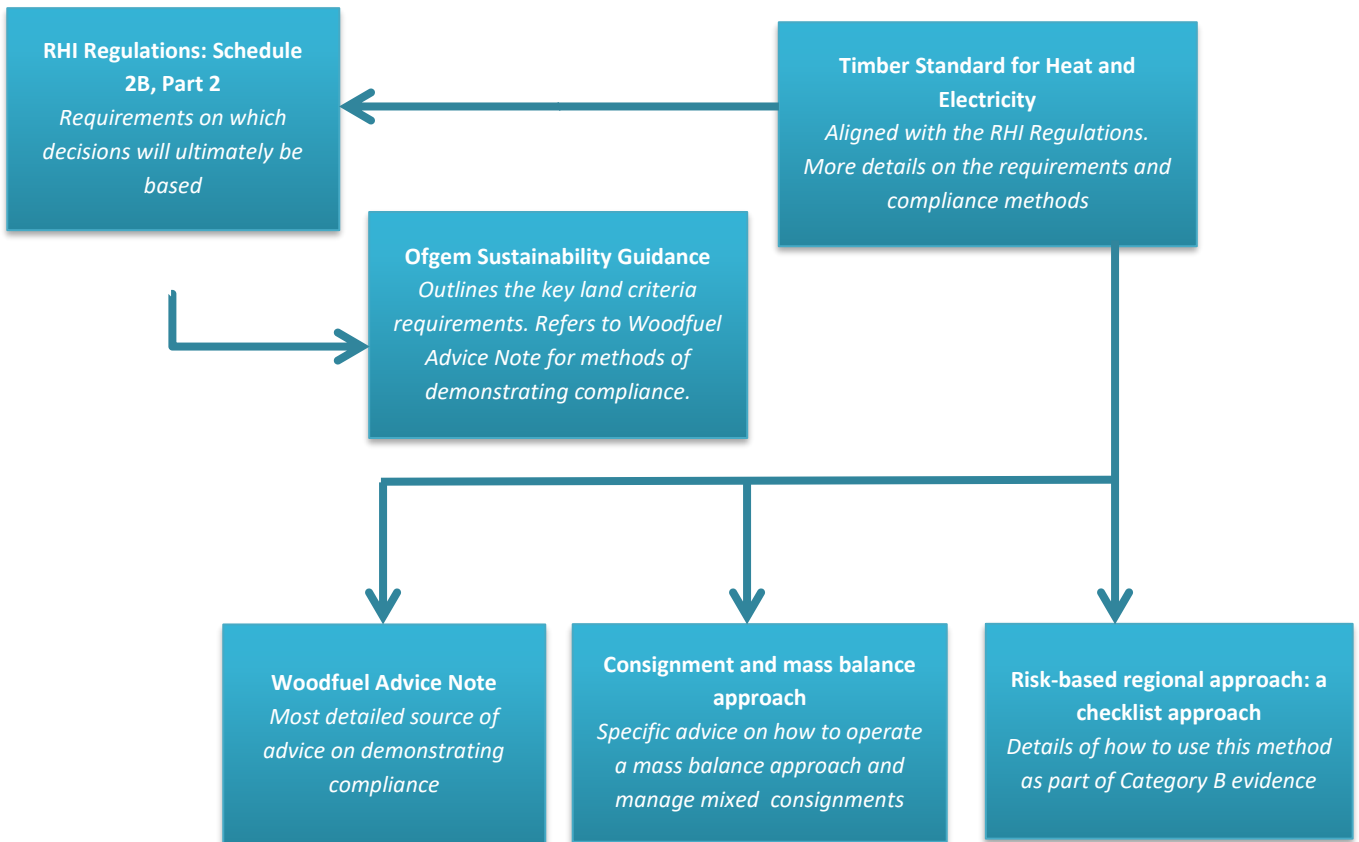 RHI Regulations: Schedule
2B, Part 2
Requirements on which
decisions will ultimately be
based
Timber Standard for Heat and
Electricity
Aligned with the RHI Regulations.
More details on the requirements and
compliance methods
Ofgem Sustainability Guidance
Outlines the key land criteria
requirements. Refers to Woodfuel
Advice Note for methods of
demonstrating compliance.
Woodfuel Advice Note
Most detailed source of
advice on demonstrating
compliance
Consignment and mass balance
approach
Specific advice on how to operate
a mass balance approach and
manage mixed consignments
Risk-based regional approach: a
checklist approach
Details of how to use this method
as part of Category B evidence